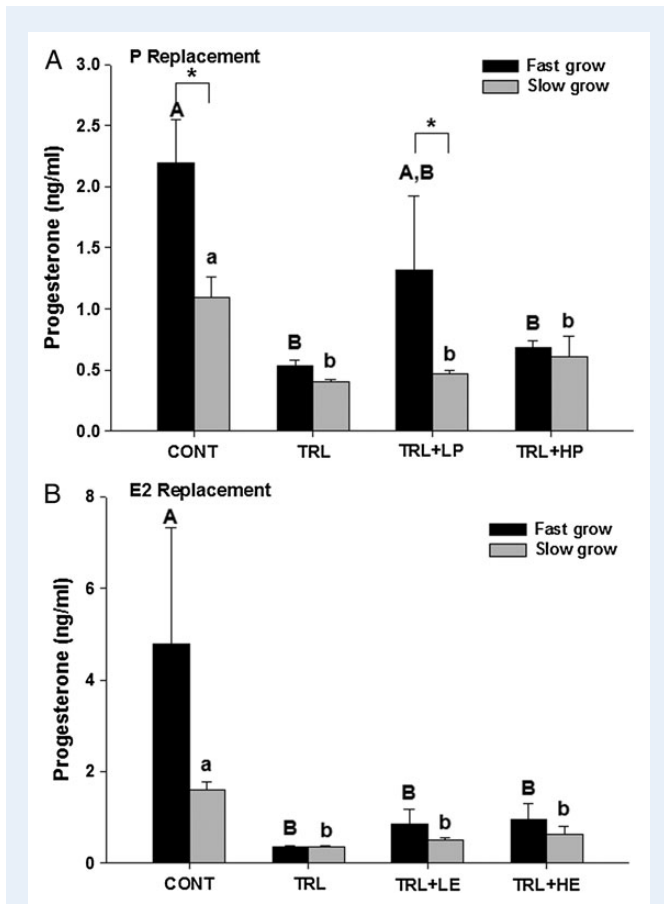 A
P Replacement
Progesterone (ng/ml)
3.0
2.5
2.0
1.5
1.0
0.5
0.0
Fast grow
Slow grow
*
A
a
B
b
*
A,B
b
B
b
CONT TRL TRL+LP TRL+HP
B
E2 Replacement
Progesterone (ng/ml)
8
6
4
2
0
Fast grow
Slow grow
A
a
B
b
B
b
B
b
CONT TRL TRL+LE TRL+HE